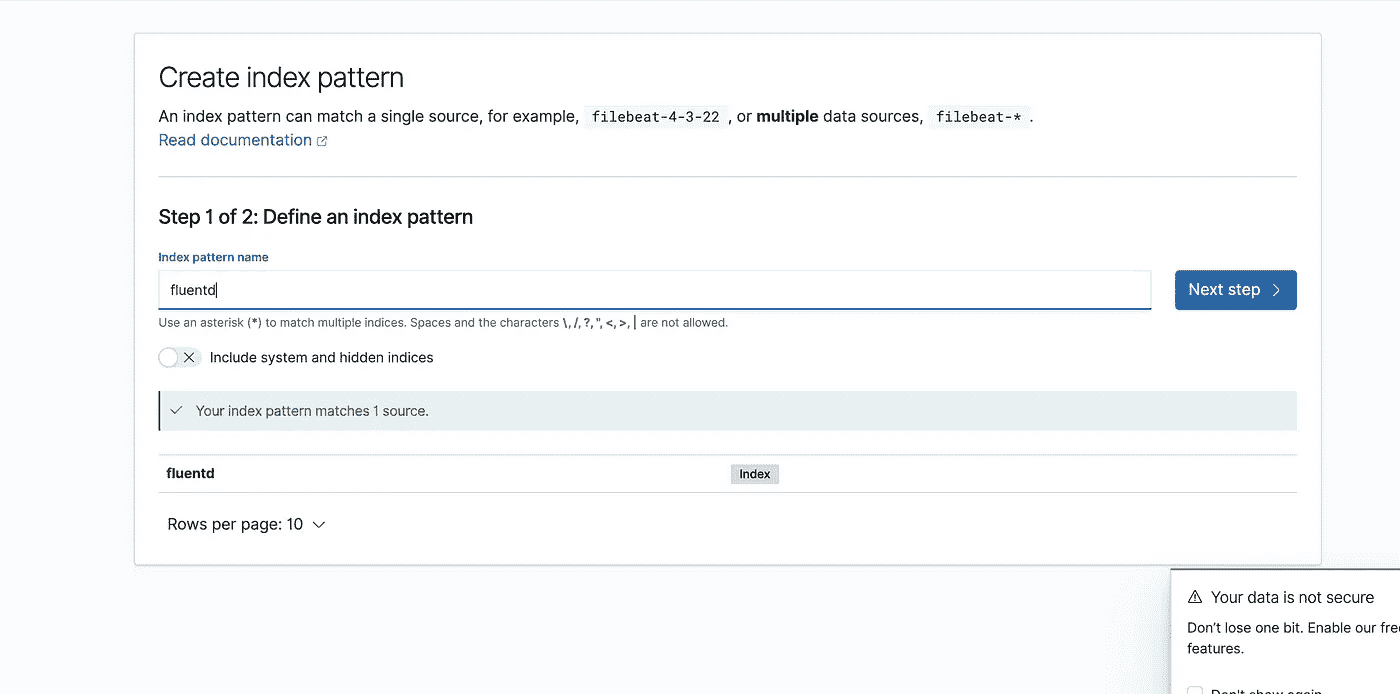 Create index pattern
An index pattern can match a single source, for example, filebeat-4-3-22 , or multiple data sources, filebeat-* .
Read documentation
Step 1 of 2: Define an index pattern
Index pattern name
fluentd
Next step
Use an asterisk (*) to match multiple indices. Spaces and the characters \, /, ?, ", <, >, | are not allowed.
Include system and hidden indices
Your index pattern matches 1 source.
fluentd Index
Rows per page: 10
Your data is not secure
Don't lose one bit. Enable our
features.
Don't show again